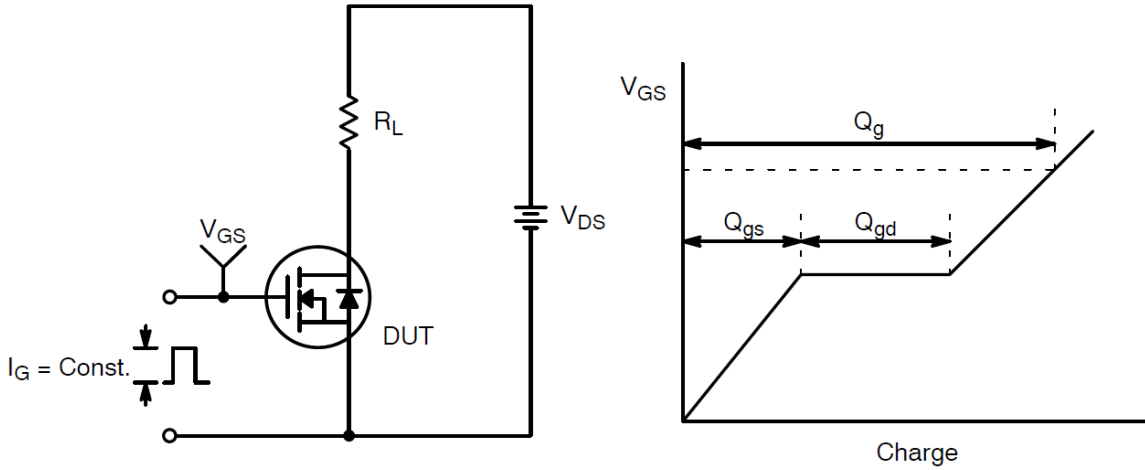 R_L
V_GS
V_DS
DUT
I_G = Const.
V_GS
Q_g
Q_gs
Q_gd
Charge